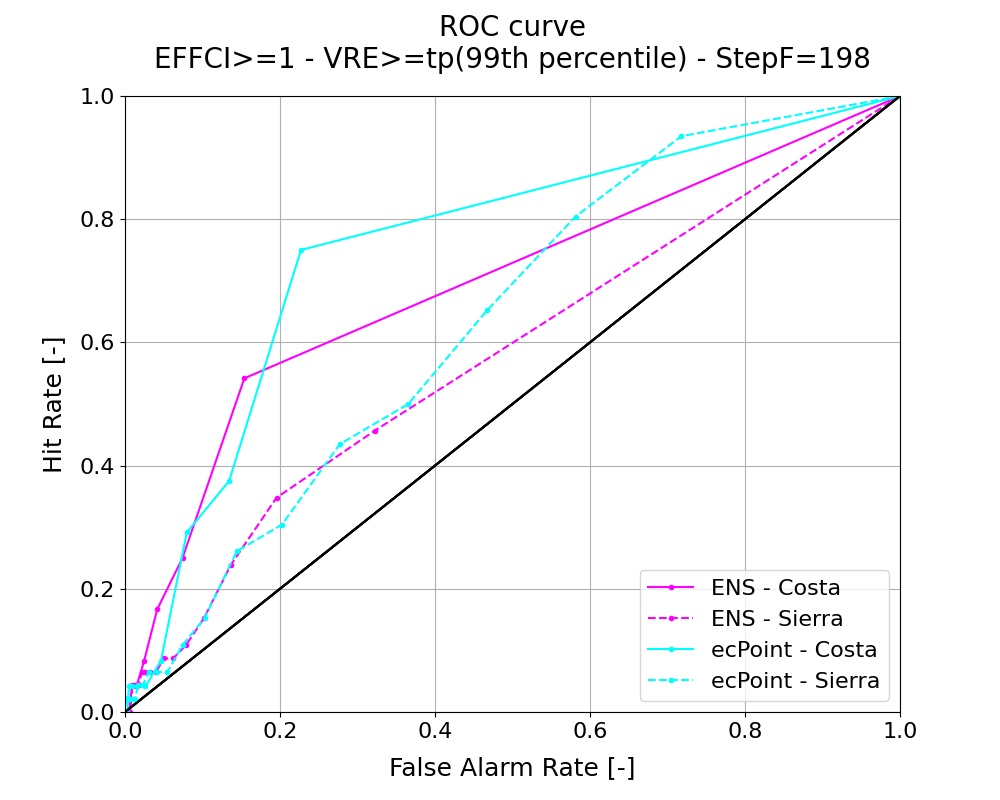 ROC curve
EFFCI>=1 - VRE>=tp(99th percentile) - StepF=198
1.0
0.8
0.6
0.4
0.2
0.0
Hit Rate [-]
0.0 0.2 0.4 0.6 0.8 1.0
False Alarm Rate [-]
ENS - Costa
ENS - Sierra
ecPoint - Costa
ecPoint - Sierra